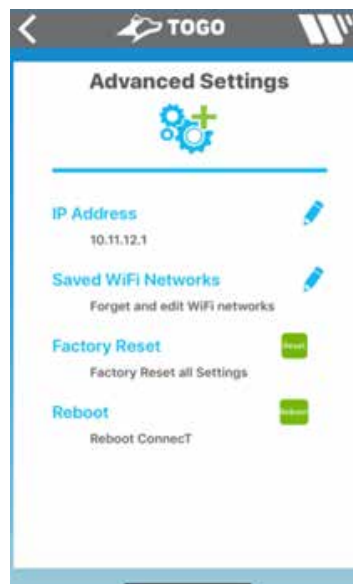 TOGO
Advanced Settings
IP Address
10.11.12.1
Saved WiFi Networks
Forget and edit WiFi networks
Factory Reset
Reset
Factory Reset all Settings
Reboot
Reboot
Reboot ConnecT